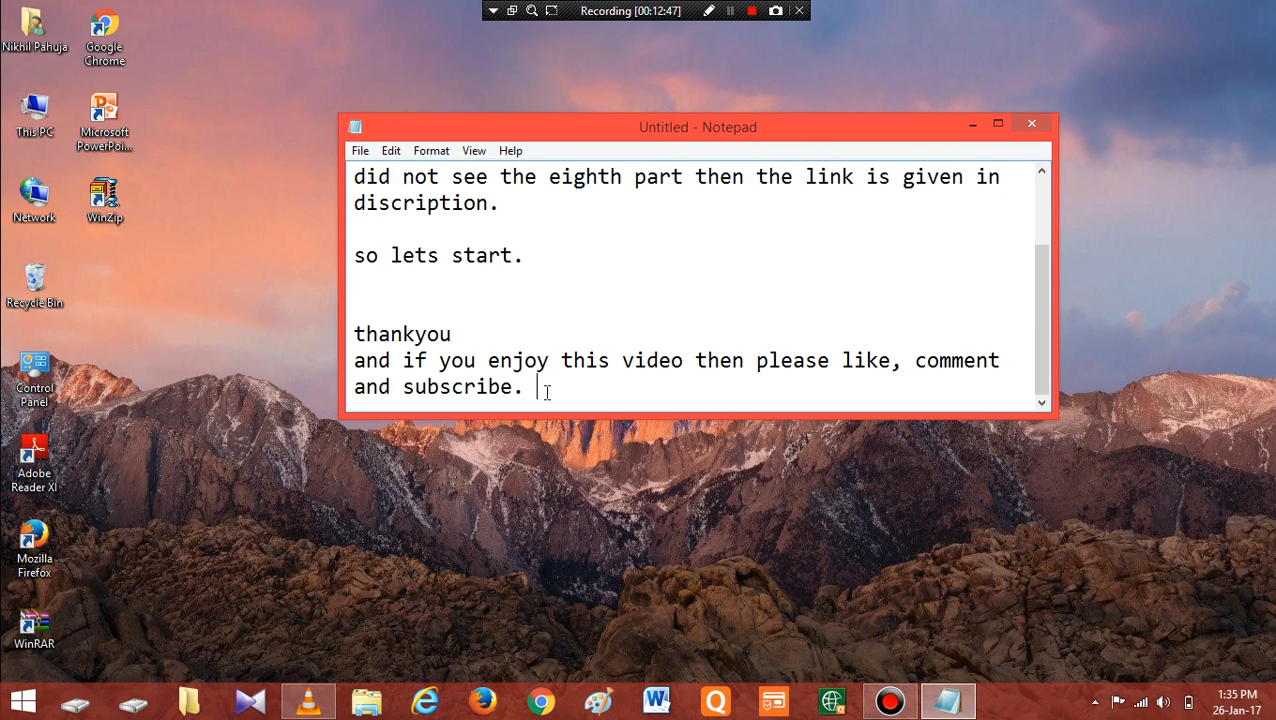 Recording [00:12:47]
Nikhil Pahuja
Google
Chrome
This PC
Microsoft
PowerPoi...
Network
WinZip
Recycle Bin
Control
Panel
Adobe
Reader XI
Mozilla
Firefox
WinRAR
Untitled - Notepad
File Edit Format View Help
did not see the eighth part then the link is given in
discription.
so lets start.
thankyou
and if you enjoy this video then please like, comment
and subscribe.
1:35 PM
26-Jan-17